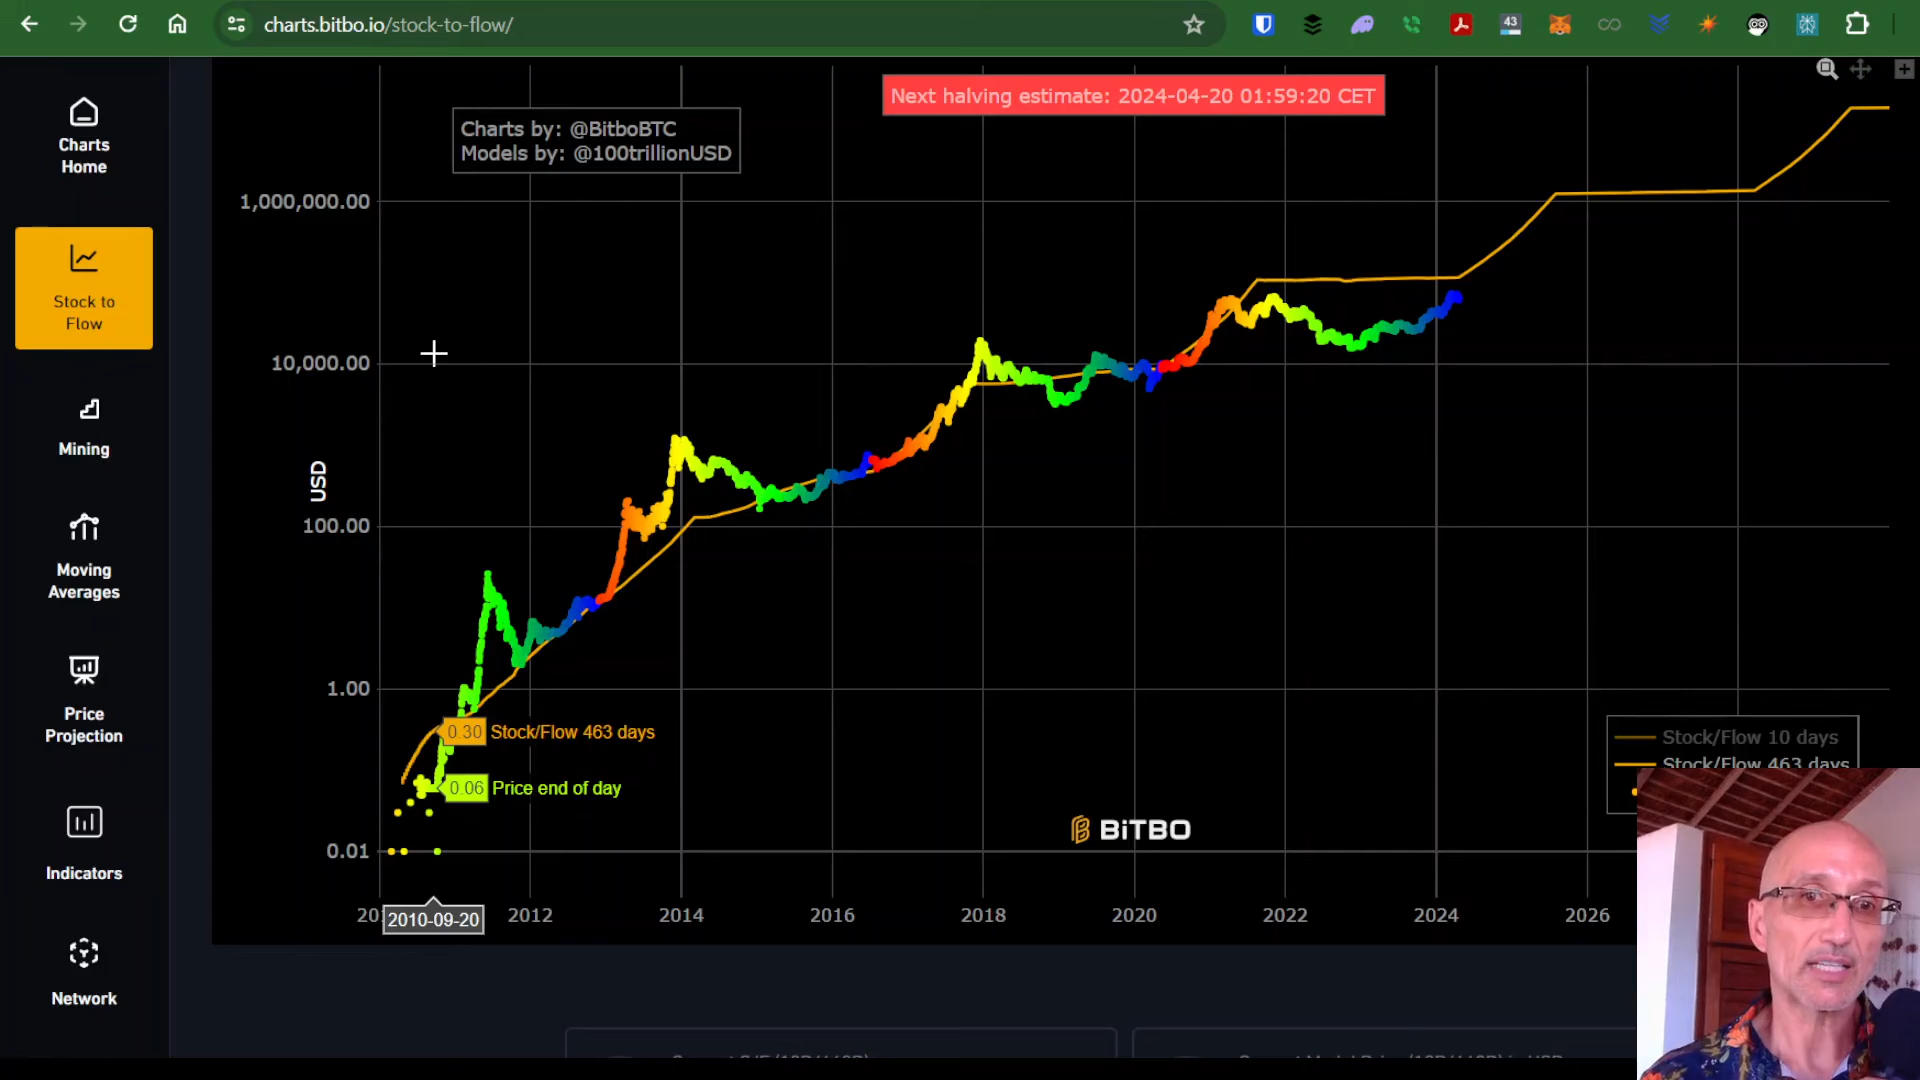 charts.bitbo.io/stock-to-flow/
43
Charts
Home
Stock to
Flow
Mining
Moving
Averages
Price
Projection
Indicators
Network
Next halving estimate: 2024-04-20 01:59:20 CET
Charts by: @BitboBTC
Models by: @100trillionUSD
1,000,000.00
10,000.00
100.00
1.00
0.01
USD
0.30 Stock/Flow 463 days
0.06 Price end of day
BiTBO
Stock/Flow 10 days
Stock/Flow 463 days
2010-09-20
2012
2014
2016
2018
2020
2022
2024
2026